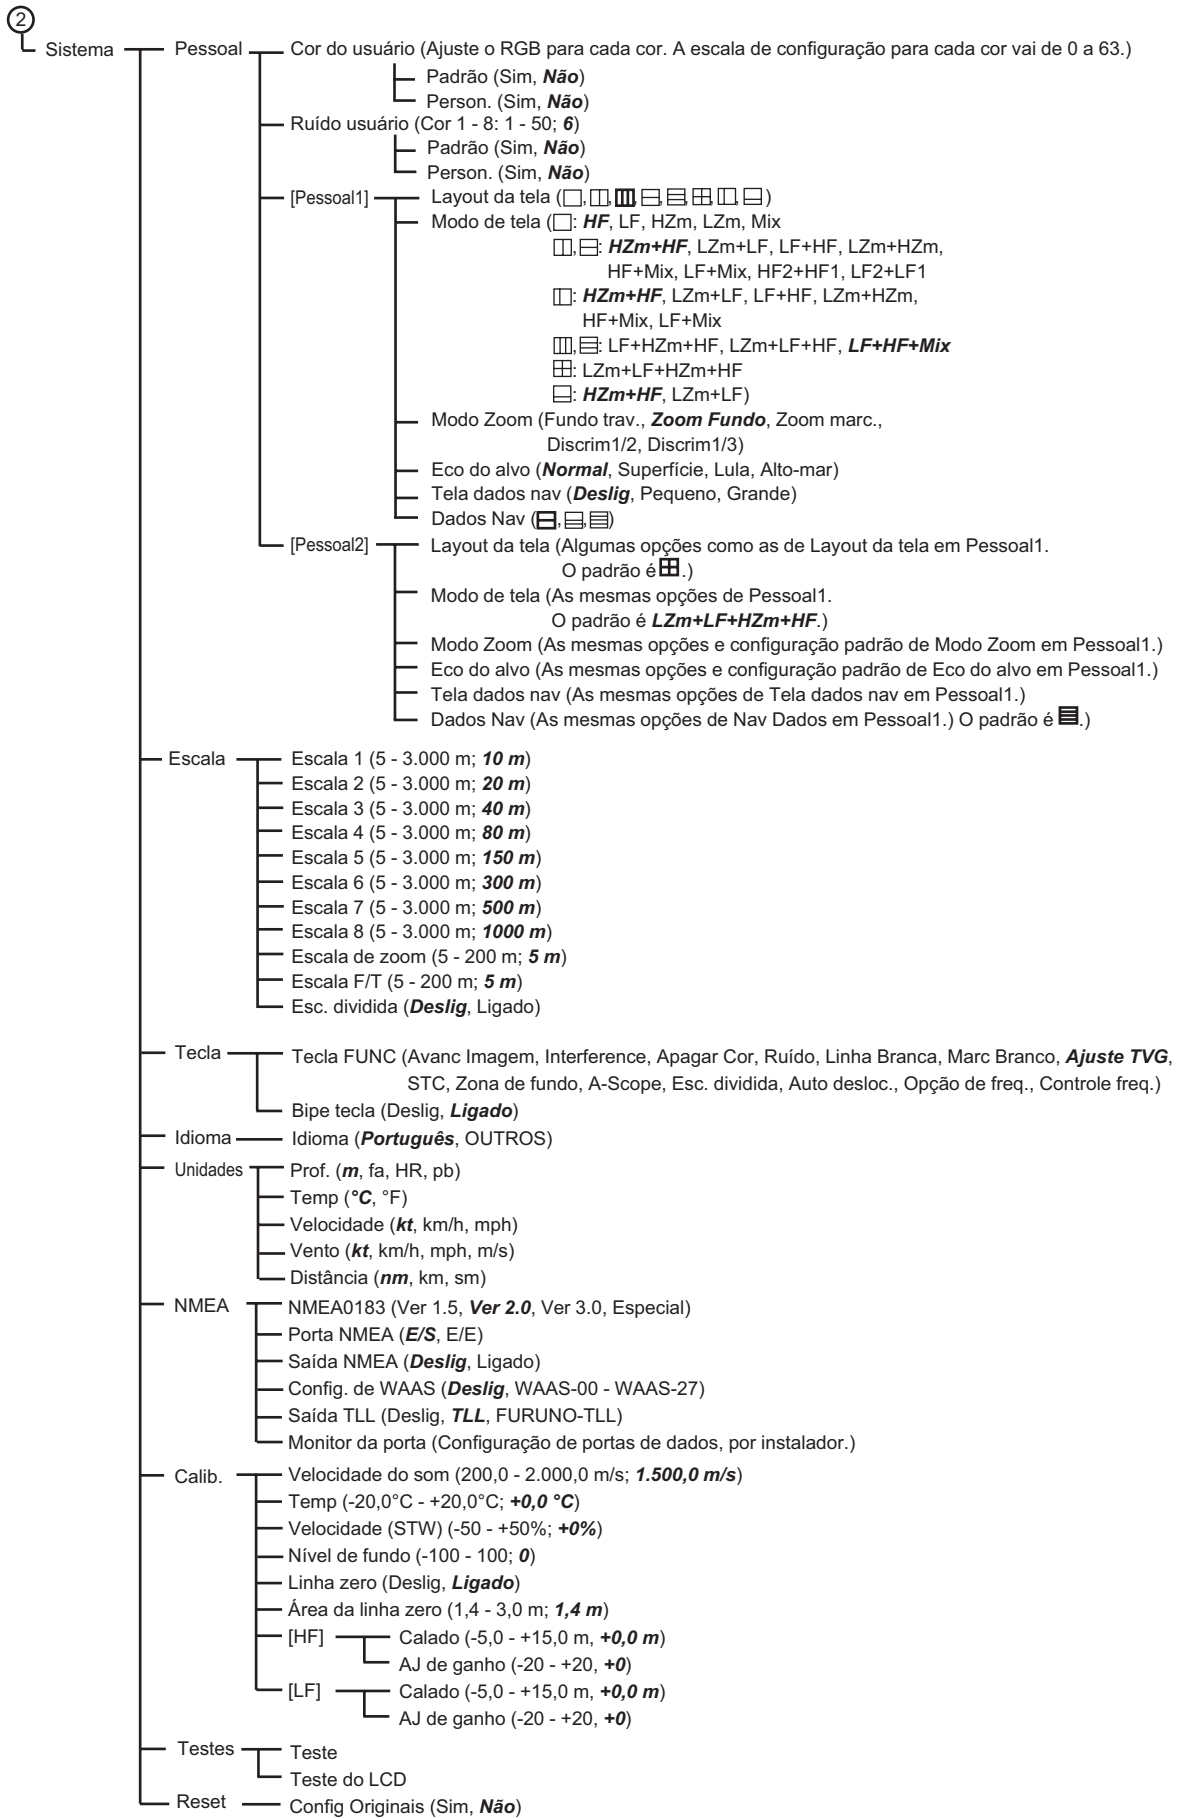 2
Sistema
Pessoal
Cor do usuário (Ajuste o RGB para cada cor. A escala de configuração para cada cor vai de 0 a 63.)
Padrão (Sim, Não)
Person. (Sim, Não)
Ruído usuário (Cor 1 - 8: 1 - 50; 6)
Padrão (Sim, Não)
Person. (Sim, Não)
[Pessoal1]
Layout da tela (□,▥,▥,▤,▤,⊞,▥,▤)
Modo de tela (□: HF, LF, HZm, LZm, Mix
: HZm+HF, LZm+LF, LF+HF, LZm+HZm,
HF+Mix, LF+Mix, HF2+HF1, LF2+LF1
: HZm+HF, LZm+LF, LF+HF, LZm+HZm,
HF+Mix, LF+Mix
: LF+HZm+HF, LZm+LF+HF, LF+HF+Mix
⊞: LZm+LF+HZm+HF
: HZm+HF, LZm+LF)
Modo Zoom (Fundo trav., Zoom Fundo, Zoom marc.,
Discrim1/2, Discrim1/3)
Eco do alvo (Normal, Superfície, Lula, Alto-mar)
Tela dados nav (Deslig, Pequeno, Grande)
Dados Nav (⊟,⊟,▤)
[Pessoal2]
Layout da tela (Algumas opções como as de Layout da tela em Pessoal1.
O padrão é ⊞.)
Modo de tela (As mesmas opções de Pessoal1.
O padrão é LZm+LF+HZm+HF.)
Modo Zoom (As mesmas opções e configuração padrão de Modo Zoom em Pessoal1.)
Eco do alvo (As mesmas opções e configuração padrão de Eco do alvo em Pessoal1.)
Tela dados nav (As mesmas opções de Tela dados nav em Pessoal1.)
Dados Nav (As mesmas opções de Nav Dados em Pessoal1.) O padrão é ▤.)
Escala
Escala 1 (5 - 3.000 m; 10 m)
Escala 2 (5 - 3.000 m; 20 m)
Escala 3 (5 - 3.000 m; 40 m)
Escala 4 (5 - 3.000 m; 80 m)
Escala 5 (5 - 3.000 m; 150 m)
Escala 6 (5 - 3.000 m; 300 m)
Escala 7 (5 - 3.000 m; 500 m)
Escala 8 (5 - 3.000 m; 1000 m)
Escala de zoom (5 - 200 m; 5 m)
Escala F/T (5 - 200 m; 5 m)
Esc. dividida (Deslig, Ligado)
Tecla
Tecla FUNC (Avanc Imagem, Interference, Apagar Cor, Ruído, Linha Branca, Marc Branco, Ajuste TVG,
STC, Zona de fundo, A-Scope, Esc. dividida, Auto desloc., Opção de freq., Controle freq.)
Bipe tecla (Deslig, Ligado)
Idioma
Idioma (Português, OUTROS)
Unidades
Prof. (m, fa, HR, pb)
Temp (°C, °F)
Velocidade (kt, km/h, mph)
Vento (kt, km/h, mph, m/s)
Distância (nm, km, sm)
NMEA
NMEA0183 (Ver 1.5, Ver 2.0, Ver 3.0, Especial)
Porta NMEA (E/S, E/E)
Saída NMEA (Deslig, Ligado)
Config. de WAAS (Deslig, WAAS-00 - WAAS-27)
Saída TLL (Deslig, TLL, FURUNO-TLL)
Monitor da porta (Configuração de portas de dados, por instalador.)
Calib.
Velocidade do som (200,0 - 2.000,0 m/s; 1.500,0 m/s)
Temp (-20,0°C - +20,0°C; +0,0 °C)
Velocidade (STW) (-50 - +50%; +0%)
Nível de fundo (-100 - 100; 0)
Linha zero (Deslig, Ligado)
Área da linha zero (1,4 - 3,0 m; 1,4 m)
[HF]
Calado (-5,0 - +15,0 m, +0,0 m)
AJ de ganho (-20 - +20, +0)
[LF]
Calado (-5,0 - +15,0 m, +0,0 m)
AJ de ganho (-20 - +20, +0)
Testes
Teste
Teste do LCD
Reset
Config Originais (Sim, Não)